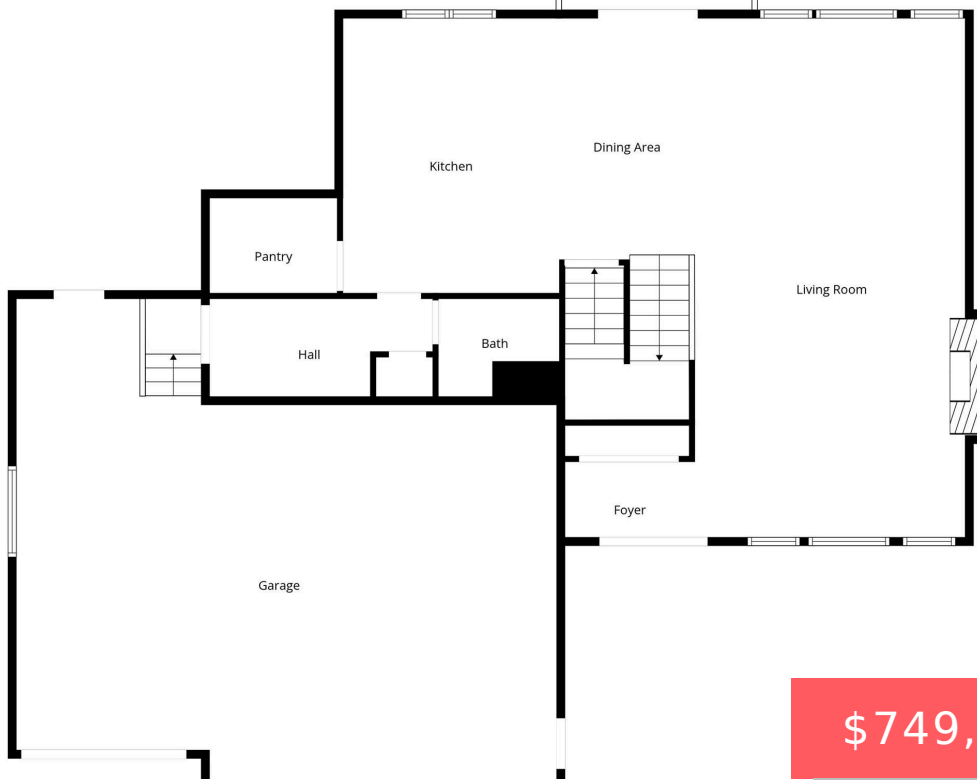 Dining Area
Kitchen
Pantry
Living Room
Bath
Hall
Foyer
Garage
$749,